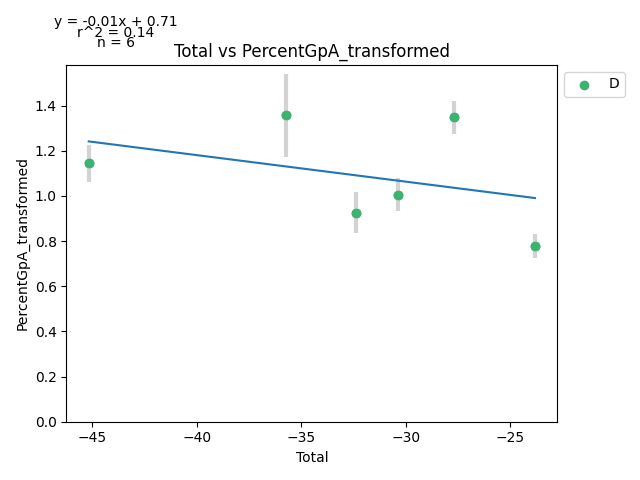 y = -0.01x + 0.71
r^2 = 0.14
n = 6
Total vs PercentGpA_transformed
D
PercentGpA_transformed
1.4
1.2
1.0
0.8
0.6
0.4
0.2
0.0
−45
−40
−35
−30
−25
Total